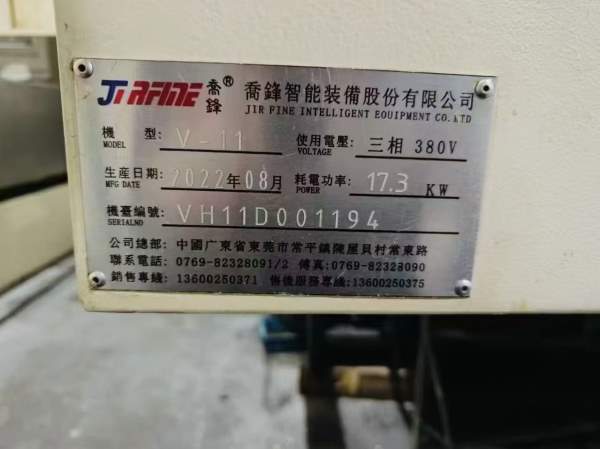 JIRFINE 喬鋒® 喬鋒智能装備股份有限公司
JIR FINE INTELLIGENT EQUIPMENT CO.LTD
機 型: V-11 使用電壓: 三相 380V
MODEL VOLTAGE
生産日期: 2022年08月 耗電功率: 17.3 KW
MFG DATE POWER
機臺編號: VH11D001194
SERIALNO
公司總部: 中國广東省東莞市常平鎮陳屋貝村常東路
聯系電話: 0769-82328091/2 傳真:0769-82328090
銷售專綫: 13600250371 售後服務專綫:13600250375